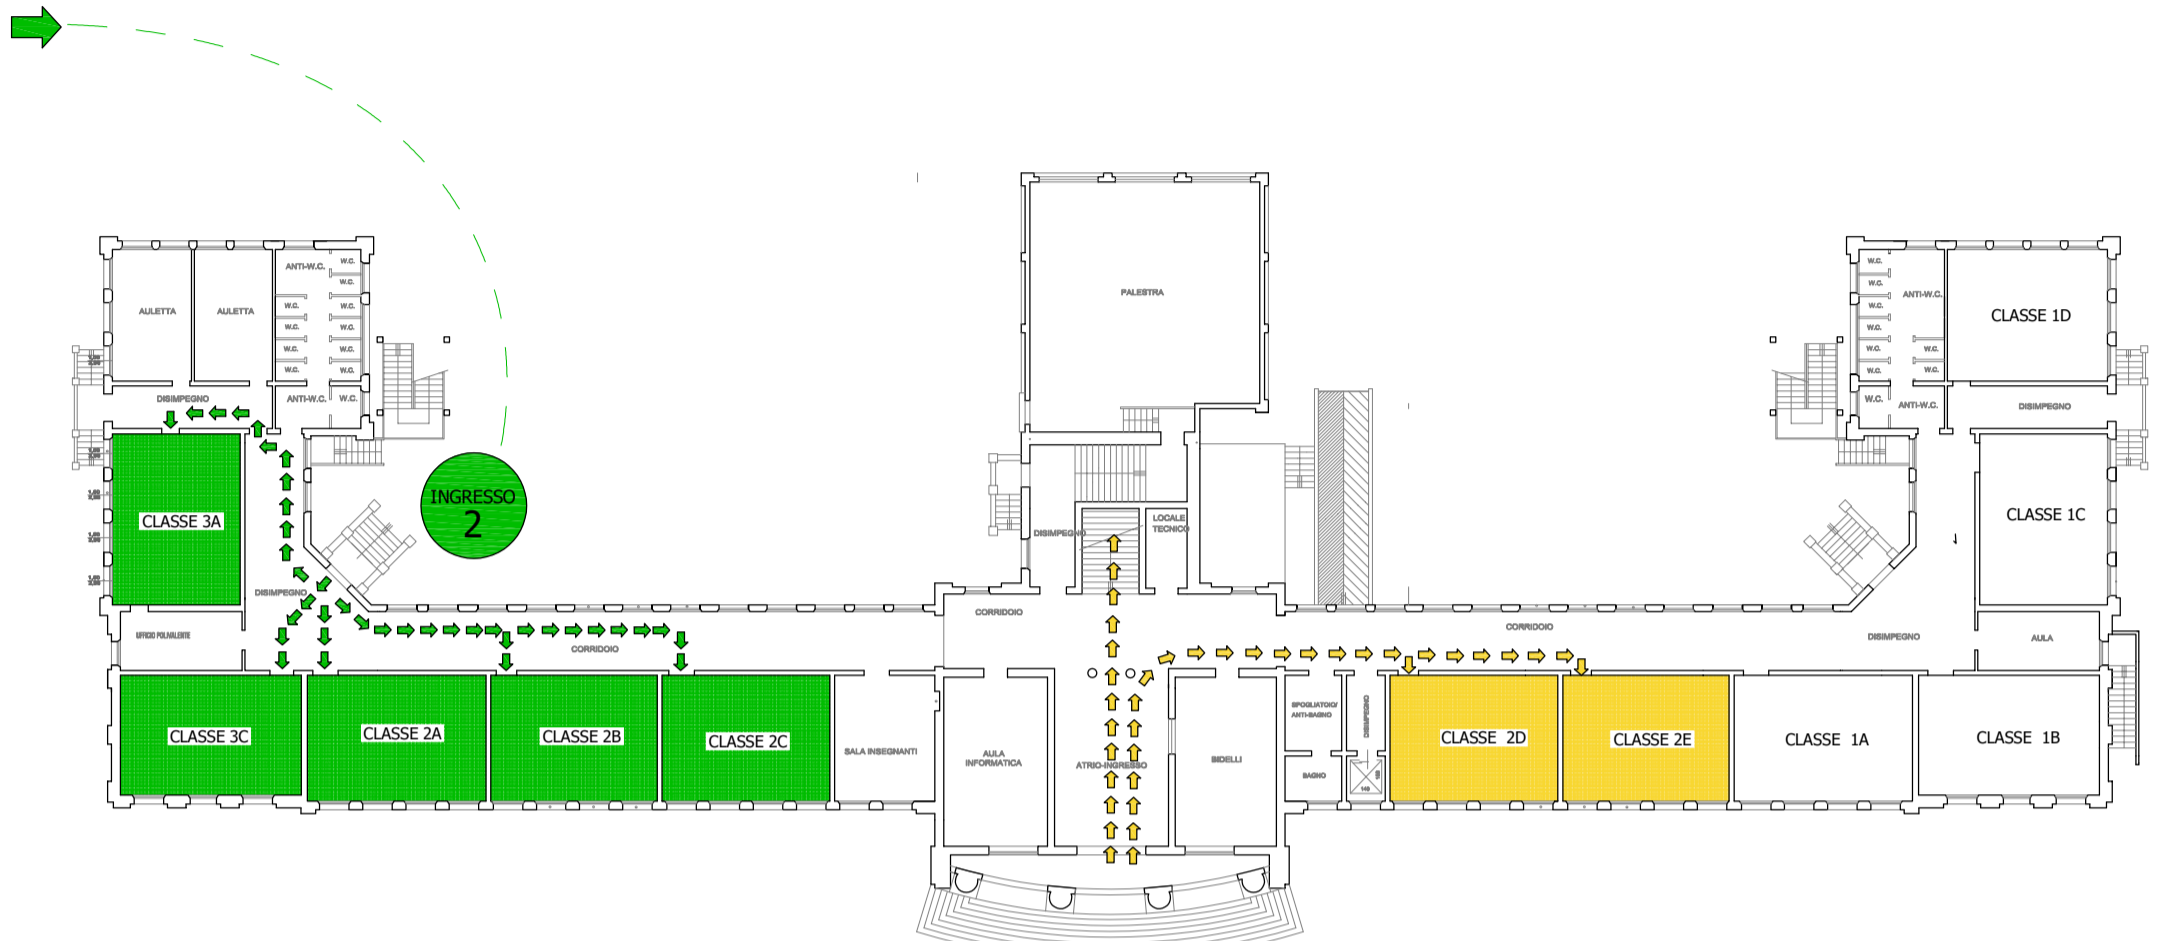 ANTI-W.C.
W.C.
W.C.
AULETTA
AULETTA
W.C.
W.C.
W.C.
W.C.
W.C.
W.C.
W.C.
W.C.
DISIMPEGNO
ANTI-W.C.
W.C.
CLASSE 3A
INGRESSO
2
DISIMPEGNO
UFFICIO POLIVALENTE
CORRIDOIO
CLASSE 3C
CLASSE 2A
CLASSE 2B
CLASSE 2C
SALA INSEGNANTI
PALESTRA
DISIMPEGNO
LOCALE
TECNICO
CORRIDOIO
AULA
INFORMATICA
ATRIO-INGRESSO
BIDELLI
SPOGLIATOIO/
ANTI-BAGNO
BAGNO
DISIMPEGNO
149
CORRIDOIO
DISIMPEGNO
CLASSE 2D
CLASSE 2E
CLASSE 1A
CLASSE 1B
AULA
CLASSE 1C
DISIMPEGNO
CLASSE 1D
ANTI-W.C.
W.C.
W.C.
W.C.
W.C.
W.C.
W.C.
W.C.
W.C.
W.C.
ANTI-W.C.